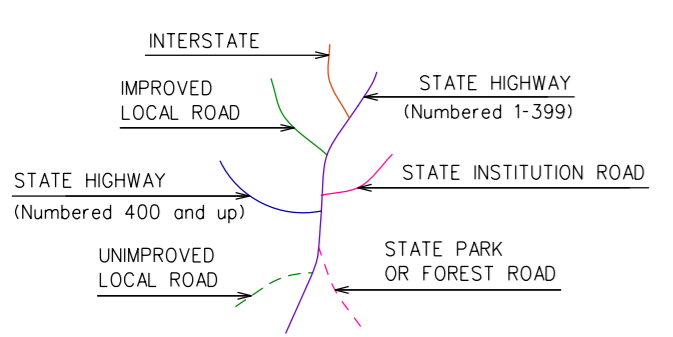 INTERSTATE
IMPROVED
LOCAL ROAD
STATE HIGHWAY
(Numbered 1-399)
STATE HIGHWAY
(Numbered 400 and up)
STATE INSTITUTION ROAD
UNIMPROVED
LOCAL ROAD
STATE PARK
OR FOREST ROAD